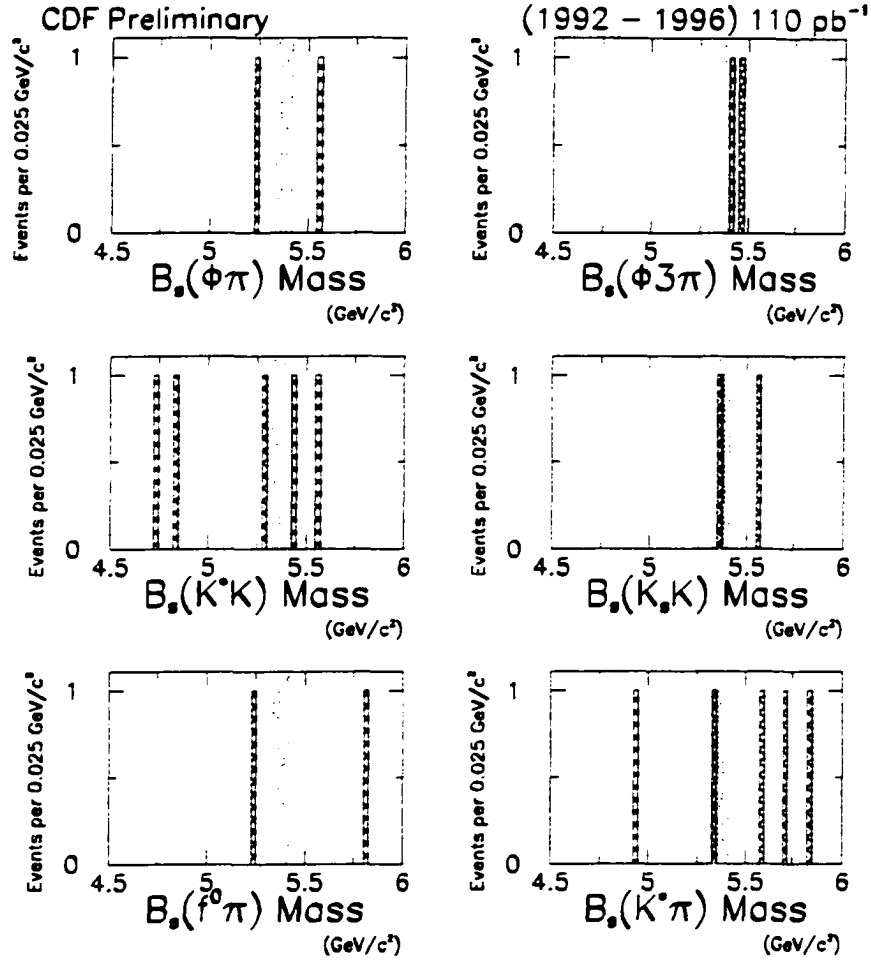 CDF Preliminary
(1992 – 1996) 110 pb⁻¹
Events per 0.025 GeV/c²
1
0
4.5 5 5.5 6
Bₛ(φπ) Mass
(GeV/c²)
Events per 0.025 GeV/c²
1
0
4.5 5 5.5 6
Bₛ(φ3π) Mass
(GeV/c²)
Events per 0.025 GeV/c²
1
0
4.5 5 5.5 6
Bₛ(K*K) Mass
(GeV/c²)
Events per 0.025 GeV/c²
1
0
4.5 5 5.5 6
Bₛ(KₛK) Mass
(GeV/c²)
Events per 0.025 GeV/c²
1
0
4.5 5 5.5 6
Bₛ(f⁰π) Mass
(GeV/c²)
Events per 0.025 GeV/c²
1
0
4.5 5 5.5 6
Bₛ(K*π) Mass
(GeV/c²)